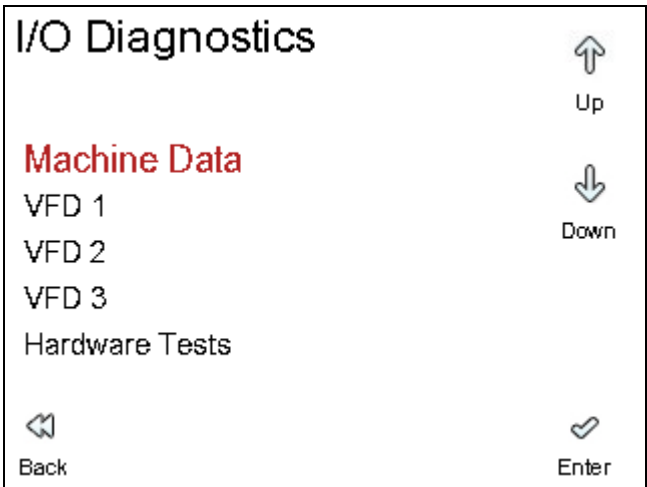 I/O Diagnostics
Up
Machine Data
VFD 1
Down
VFD 2
VFD 3
Hardware Tests
Back
Enter